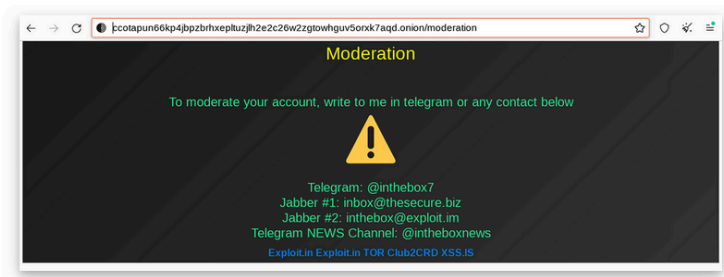 ccotapun66kp4jbpzbrhxepltuzjlh2e2c26w2zgtowhguv5orxk7aqd.onion/moderation
Moderation
To moderate your account, write to me in telegram or any contact below
Telegram: @inthebox7
Jabber #1: inbox@thesecure.biz
Jabber #2: inthebox@exploit.im
Telegram NEWS Channel: @intheboxnews
Exploit.in Exploit.in TOR Club2CRD XSS.IS